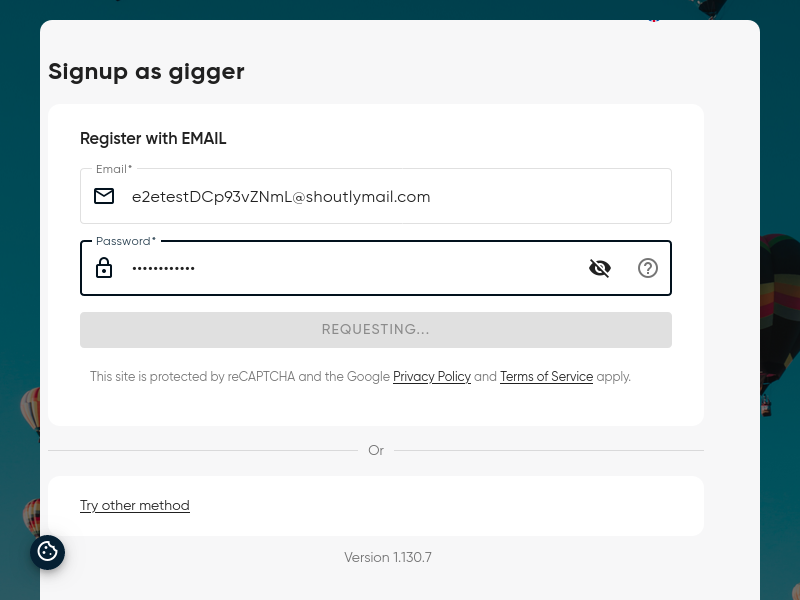 Signup as gigger
Register with EMAIL
Email*
e2etestDCp93vZNmL@shoutlymail.com
Password*
••••••••••••
REQUESTING...
This site is protected by reCAPTCHA and the Google Privacy Policy and Terms of Service apply.
Or
Try other method
Version 1.130.7